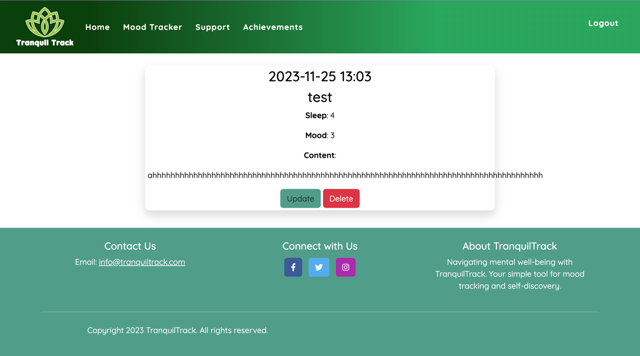 Tranquil Track
Home Mood Tracker Support Achievements
Logout
2023-11-25 13:03
test
Sleep: 4
Mood: 3
Content:
Update Delete
Contact Us
Email: info@tranquiltrack.com
Connect with Us
About TranquilTrack
Navigating mental well-being with
TranquilTrack. Your simple tool for mood
tracking and self-discovery.
Copyright 2023 TranquilTrack. All rights reserved.